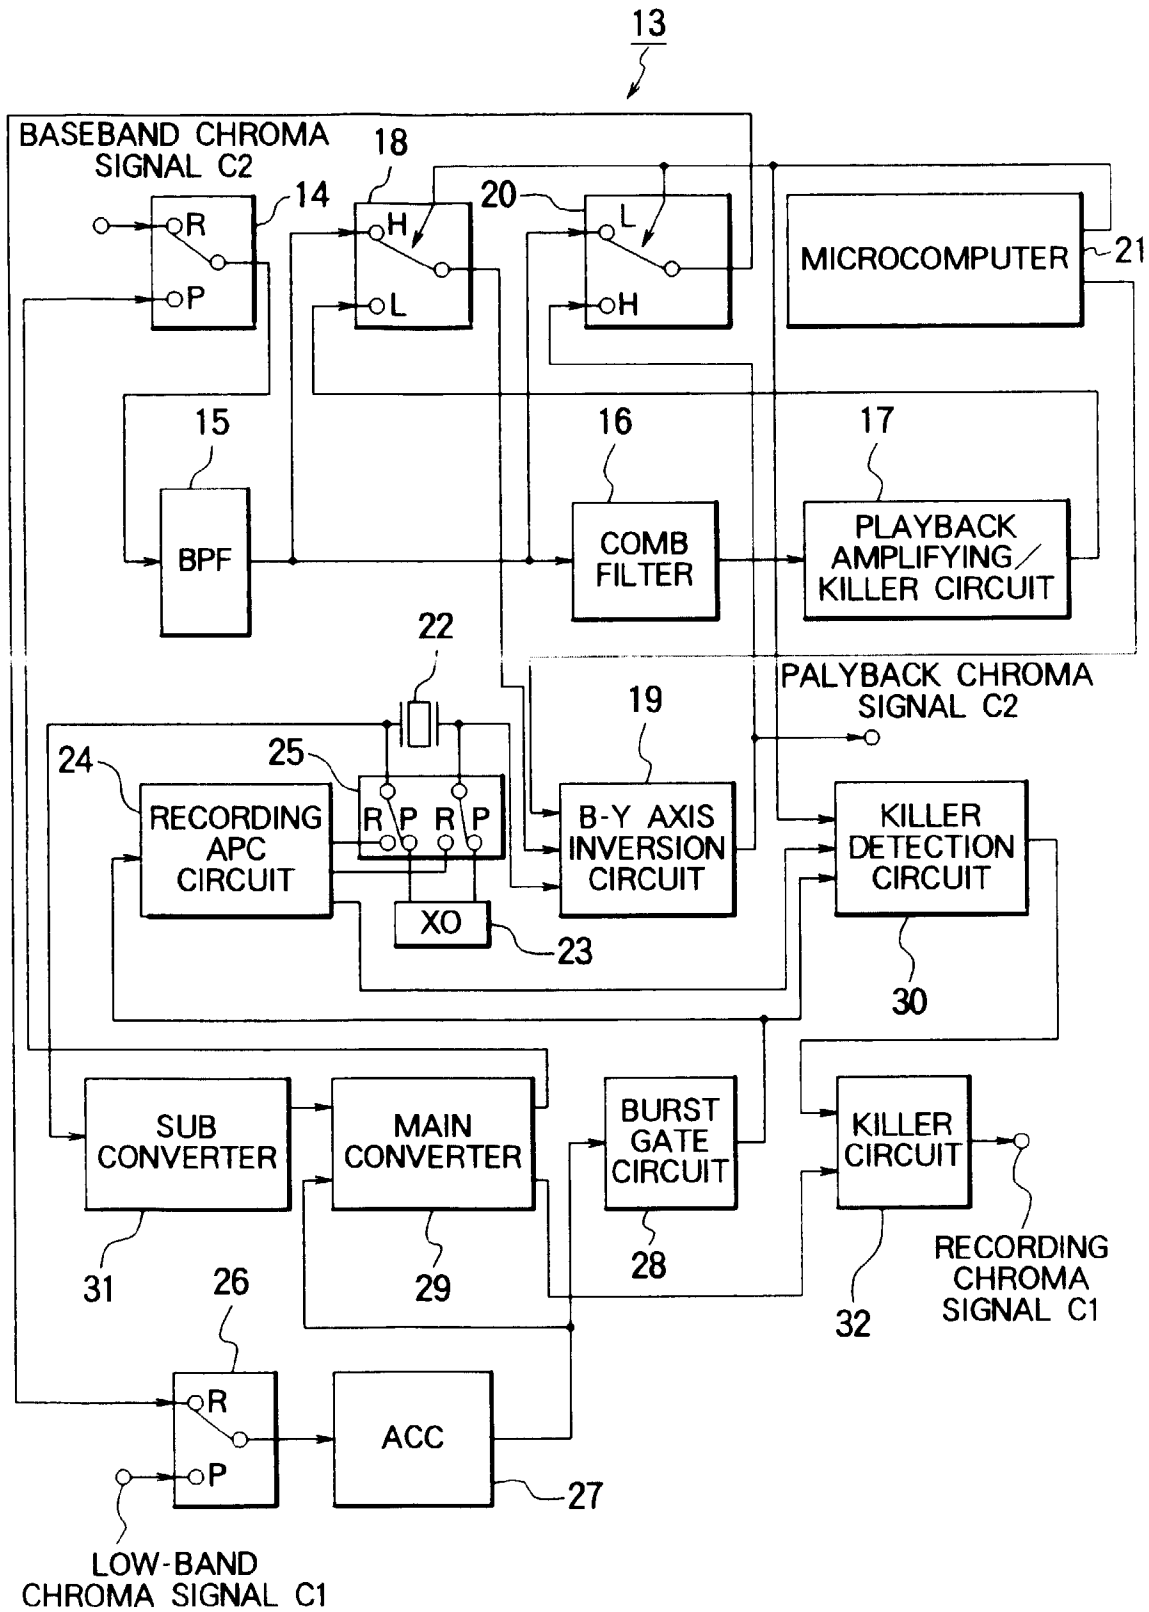 13
BASEBAND CHROMA
SIGNAL C2
14
R
P
18
H
L
20
L
H
MICROCOMPUTER
21
15
BPF
16
COMB
FILTER
17
PLAYBACK
AMPLIFYING/
KILLER CIRCUIT
22
PALYBACK CHROMA
SIGNAL C2
24
RECORDING
APC
CIRCUIT
25
R P R P
XO
23
19
B-Y AXIS
INVERSION
CIRCUIT
KILLER
DETECTION
CIRCUIT
30
SUB
CONVERTER
31
MAIN
CONVERTER
29
BURST
GATE
CIRCUIT
28
KILLER
CIRCUIT
32
RECORDING
CHROMA
SIGNAL C1
26
R
P
ACC
27
LOW-BAND
CHROMA SIGNAL C1